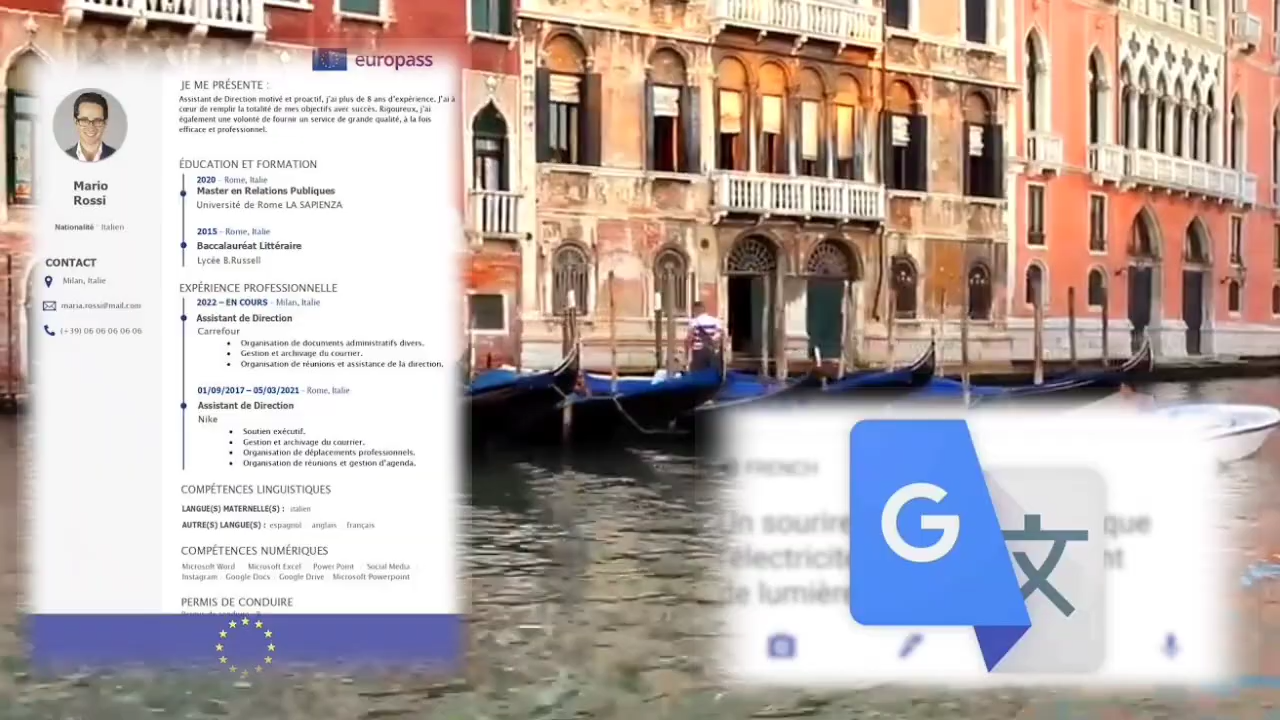 europass
JE ME PRÉSENTE :
Assistant de Direction motivé et proactif, j'ai plus de 8 ans d'expérience. J'ai à
cœur de remplir la totalité de mes objectifs avec succès. Rigoureux, j'ai
également une volonté de fournir un service de grande qualité, à la fois
efficace et professionnel.
Mario
Rossi
Nationalité Italien
CONTACT
Milan, Italie
maria.rossi@mail.com
(+39) 06 06 06 06 06
ÉDUCATION ET FORMATION
2020 - Rome, Italie
Master en Relations Publiques
Université de Rome LA SAPIENZA
2015 - Rome, Italie
Baccalauréat Littéraire
Lycée B.Russell
EXPÉRIENCE PROFESSIONNELLE
2022 – EN COURS - Milan, Italie
Assistant de Direction
Carrefour
• Organisation de documents administratifs divers.
• Gestion et archivage du courrier.
• Organisation de réunions et assistance de la direction.
01/09/2017 – 05/03/2021 - Rome, Italie
Assistant de Direction
Nike
• Soutien exécutif.
• Gestion et archivage du courrier.
• Organisation de déplacements professionnels.
• Organisation de réunions et gestion d'agenda.
COMPÉTENCES LINGUISTIQUES
LANGUE(S) MATERNELLE(S) : italien
AUTRE(S) LANGUE(S) : espagnol anglais français
COMPÉTENCES NUMÉRIQUES
Microsoft Word Microsoft Excel Power Point Social Media
Instagram Google Docs Google Drive Microsoft Powerpoint
PERMIS DE CONDUIRE
FRENCH
sourire que
électricité
de lumière
G 文